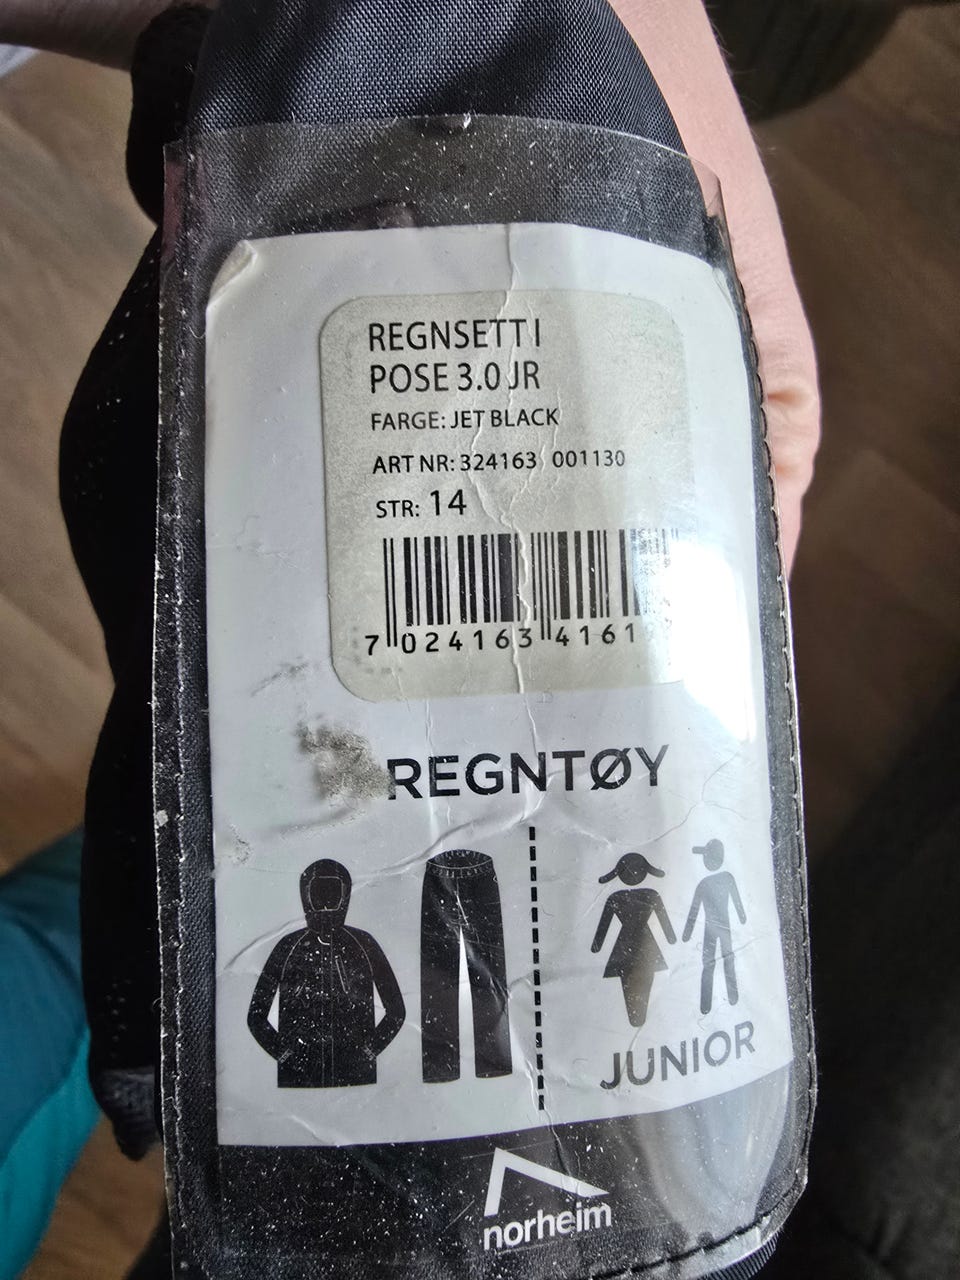 REGNSETT I
POSE 3.0 JR
FARGE: JET BLACK
ART NR: 324163 001130
STR: 14
7 024163 4161
REGNTØY
JUNIOR
norheim